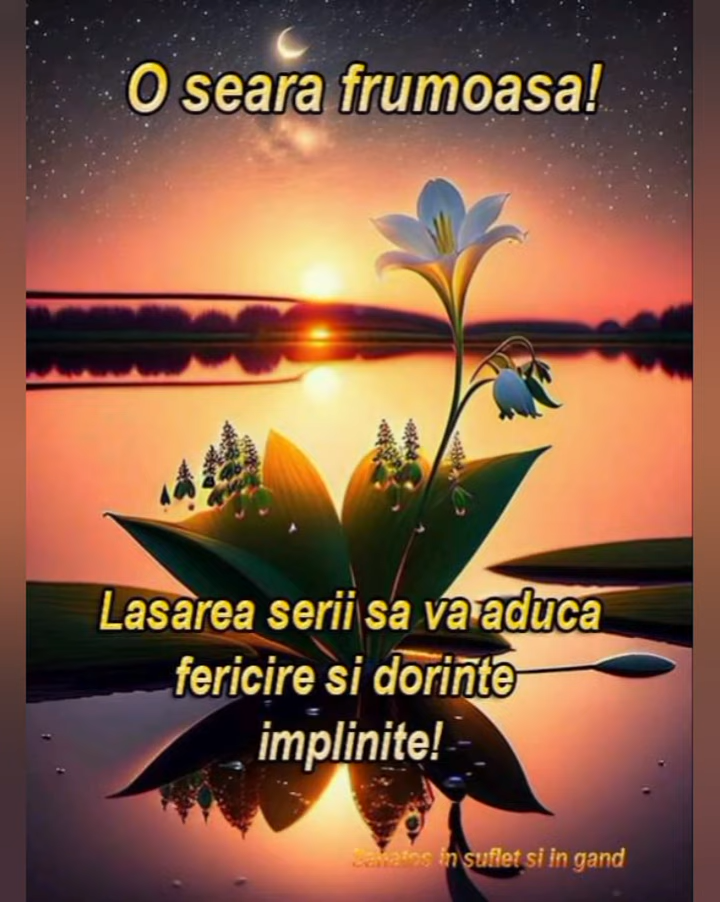 O seara frumoasa!
Lasarea serii sa va aduca
fericire si dorinte
implinite!
in suflet si in gand